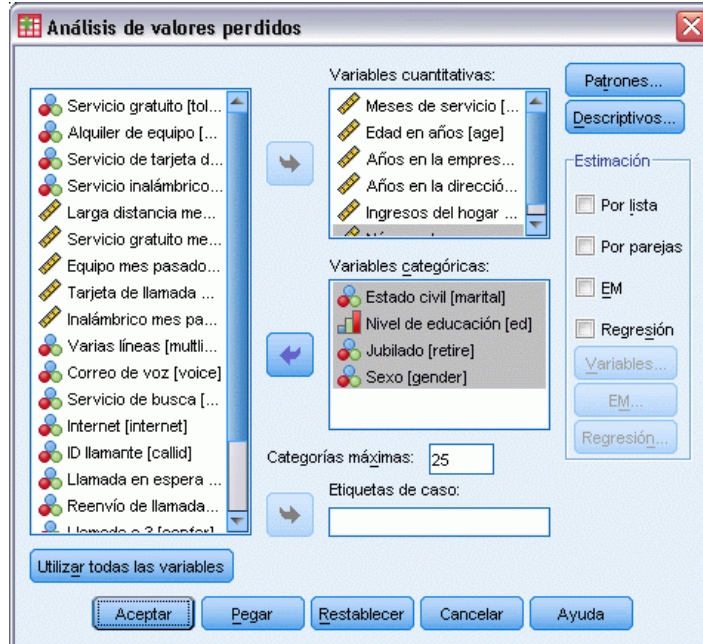 Análisis de valores perdidos
Servicio gratuito [tol...
Alquiler de equipo [...
Servicio de tarjeta d...
Servicio inalámbrico...
Larga distancia me...
Servicio gratuito me...
Equipo mes pasado...
Tarjeta de llamada ...
Inalámbrico mes pa...
Varias líneas [multli...
Correo de voz [voice]
Servicio de busca [...
Internet [internet]
ID llamante [callid]
Llamada en espera ...
Reenvío de llamada...
Utilizar todas las variables
Variables cuantitativas:
Meses de servicio [...
Edad en años [age]
Años en la empres...
Años en la direcció...
Ingresos del hogar ...
Variables categóricas:
Estado civil [marital]
Nivel de educación [ed]
Jubilado [retire]
Sexo [gender]
Categorías máximas: 25
Etiquetas de caso:
Patrones...
Descriptivos...
Estimación
Por lista
Por parejas
EM
Regresión
Variables...
EM...
Regresión...
Aceptar
Pegar
Restablecer
Cancelar
Ayuda